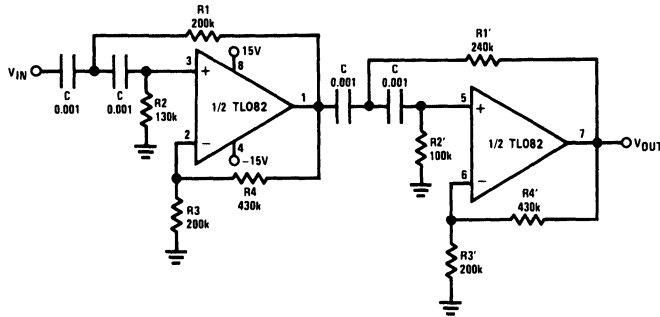 R1
200k
15V
8
3
+
VIN
C
0.001
C
0.001
R2
130k
1/2 TL082
1
2
−
4
−15V
R4
430k
R3
200k
C
0.001
C
0.001
R1'
240k
5
+
R2'
100k
1/2 TL082
7
VOUT
6
−
R4'
430k
R3'
200k